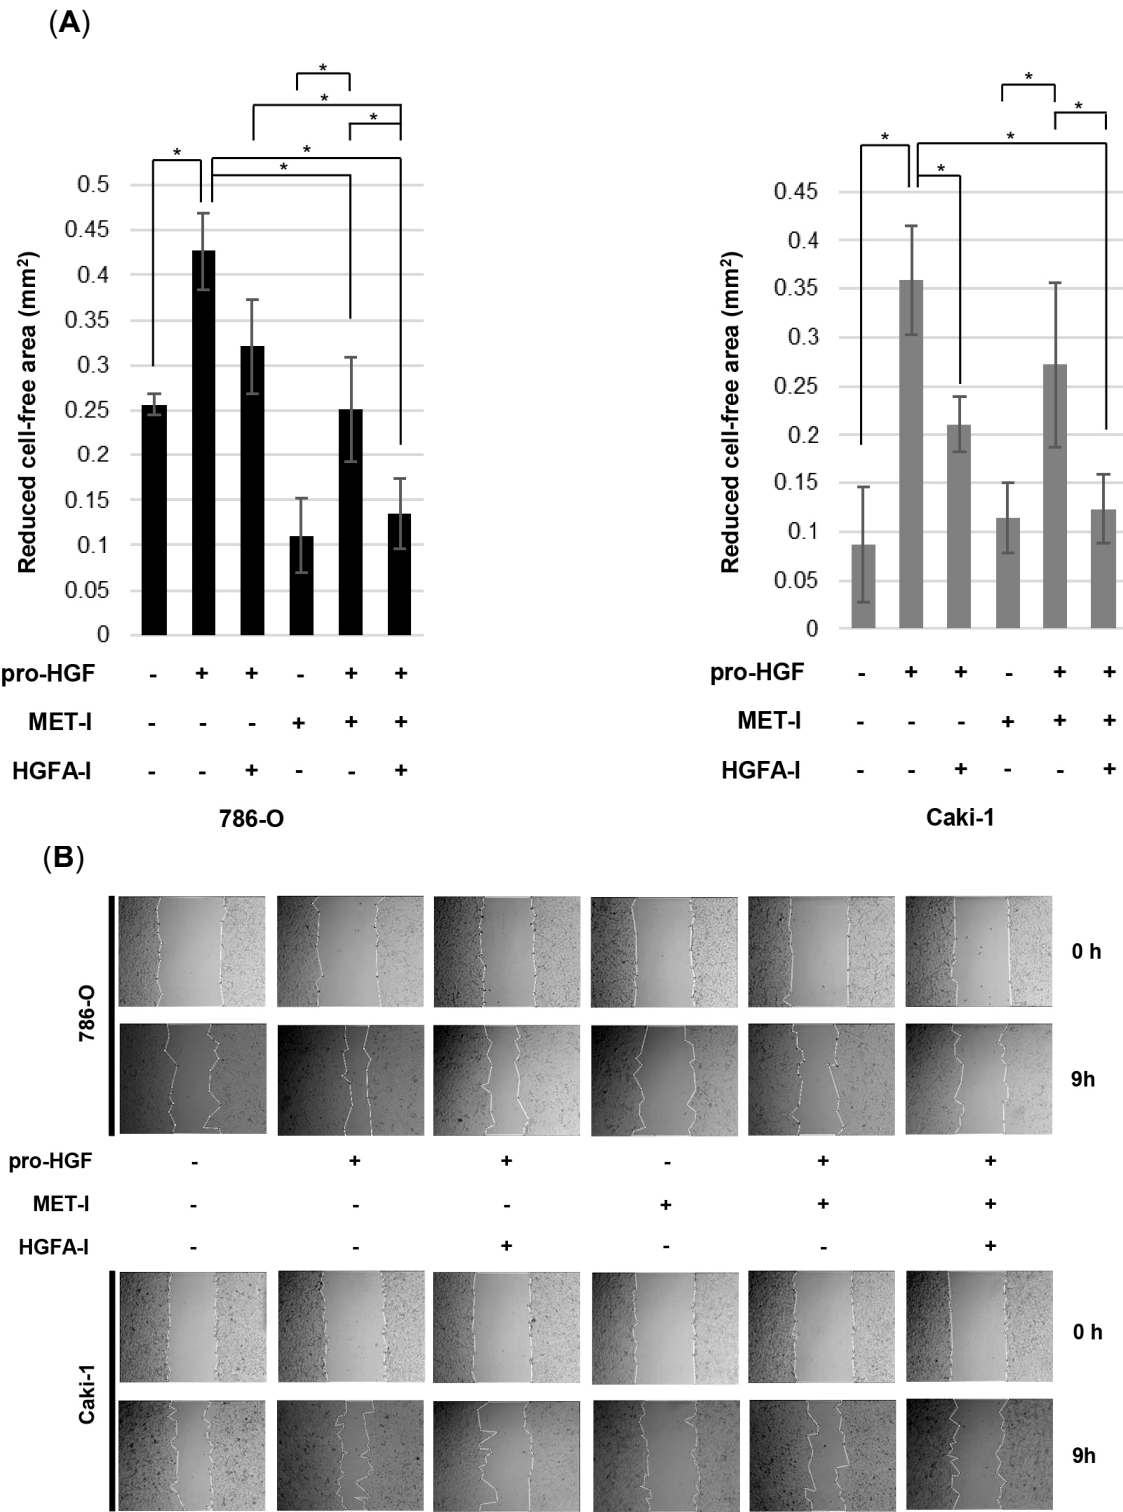 (A)
*
*
*
*
*
*
0.5
0.45
0.4
0.35
0.3
0.25
0.2
0.15
0.1
0.05
0
Reduced cell-free area (mm²)
pro-HGF - + + - + +
MET-I - - - + + +
HGFA-I - - + - - +
786-O
*
*
*
*
*
0.45
0.4
0.35
0.3
0.25
0.2
0.15
0.1
0.05
0
Reduced cell-free area (mm²)
pro-HGF - + + - + +
MET-I - - - + + +
HGFA-I - - + - - +
Caki-1
(B)
786-O
0 h
9h
pro-HGF - + + - + +
MET-I - - - + + +
HGFA-I - - + - - +
Caki-1
0 h
9h